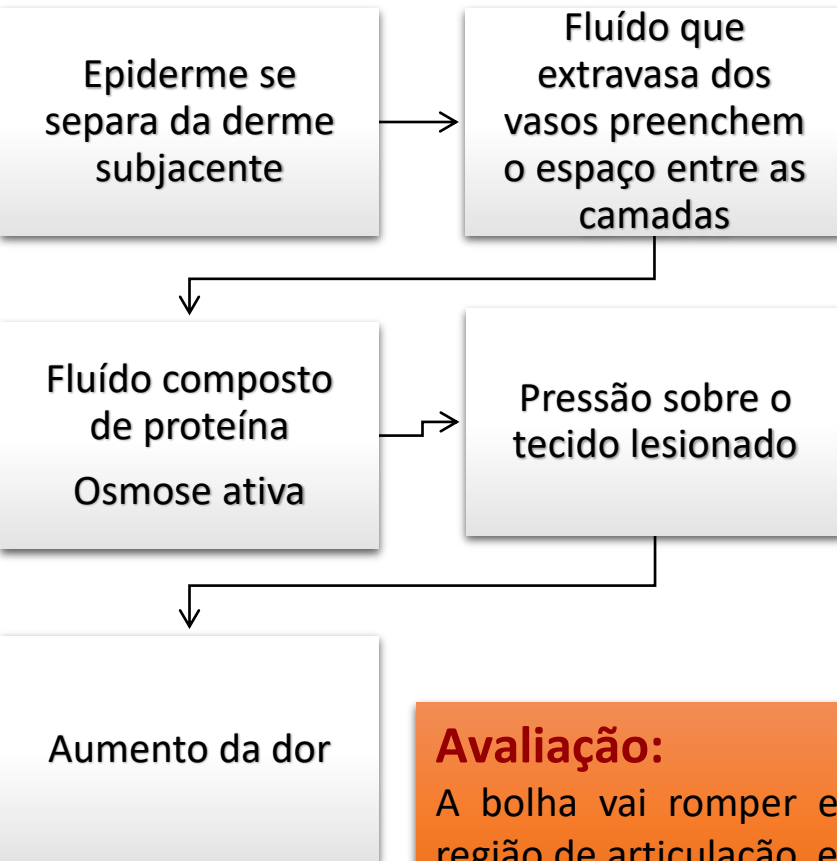 Epiderme se
separa da derme
subjacente
Fluído que
extravasa dos
vasos preenchem
o espaço entre as
camadas
Fluído composto
de proteína
Osmose ativa
Pressão sobre o
tecido lesionado
Aumento da dor
Avaliação:
A bolha vai romper e
região de articulação e